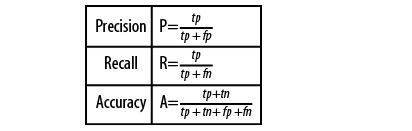 Precision P= tp / tp + fp
Recall R= tp / tp + fn
Accuracy A= tp+tn / tp + tn + fp + fn